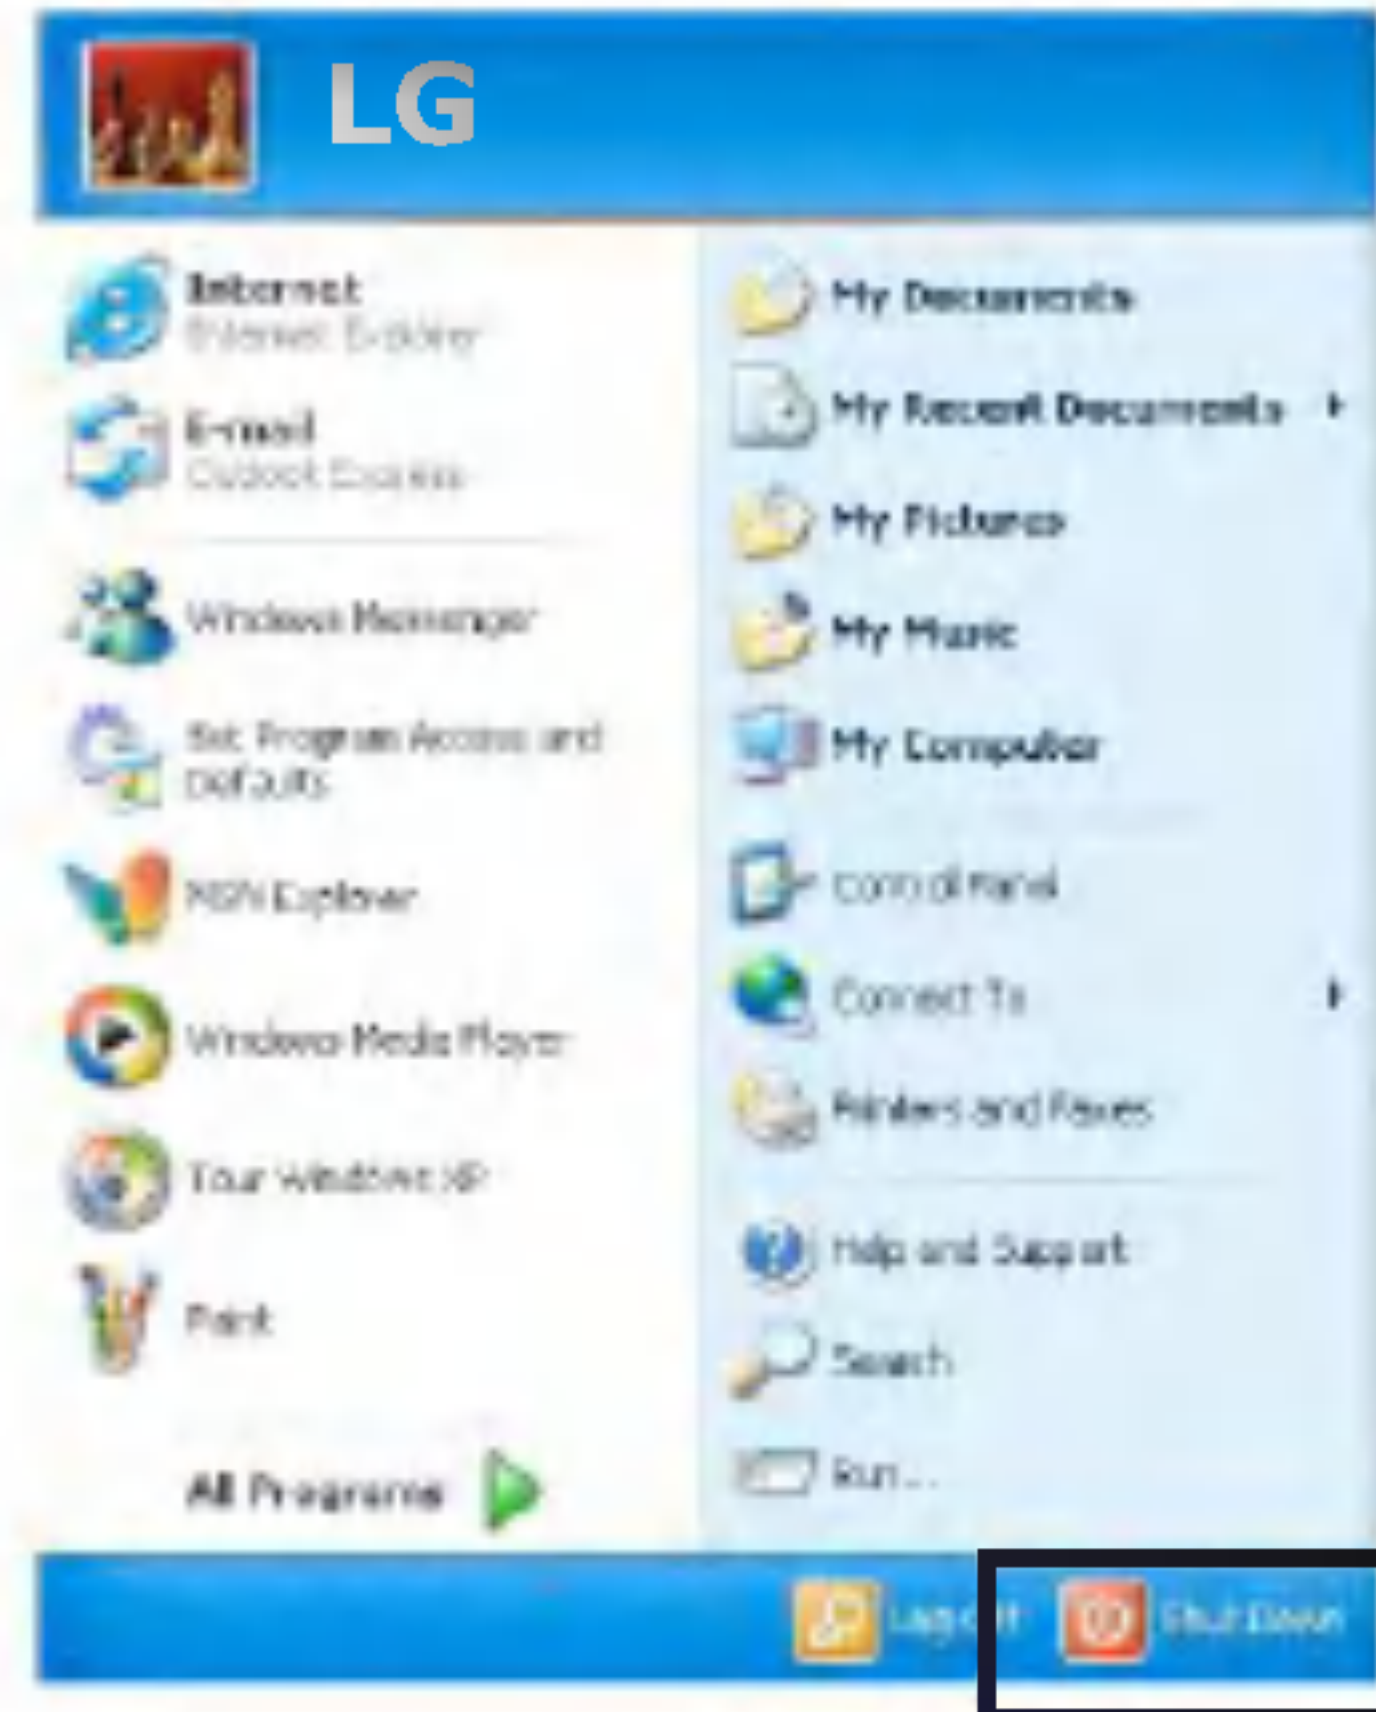 LG
Internet
Internet Explorer
E-mail
Outlook Express
Windows Messenger
Set Program Access and
Defaults
MSN Explorer
Windows Media Player
Tour Windows XP
Paint
All Programs
My Documents
My Recent Documents
My Pictures
My Music
My Computer
Control Panel
Connect To
Printers and Faxes
Help and Support
Search
Run...
Log Off
Shut Down